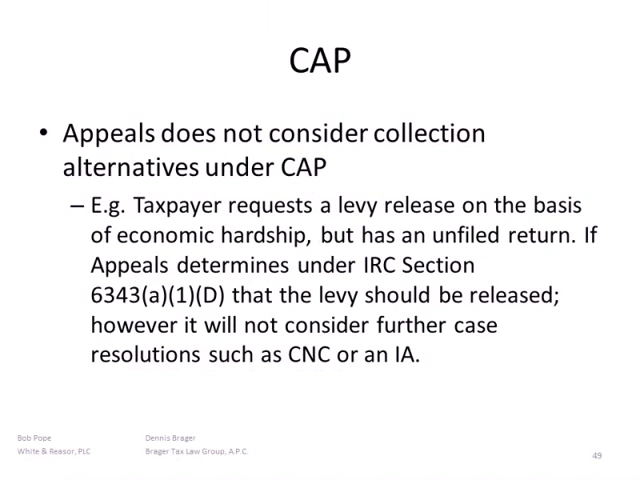 CAP
• Appeals does not consider collection
alternatives under CAP
– E.g. Taxpayer requests a levy release on the basis
of economic hardship, but has an unfiled return. If
Appeals determines under IRC Section
6343(a)(1)(D) that the levy should be released;
however it will not consider further case
resolutions such as CNC or an IA.
Bob Pope
White & Reasor, PLC
Dennis Brager
Brager Tax Law Group, A.P.C.
49